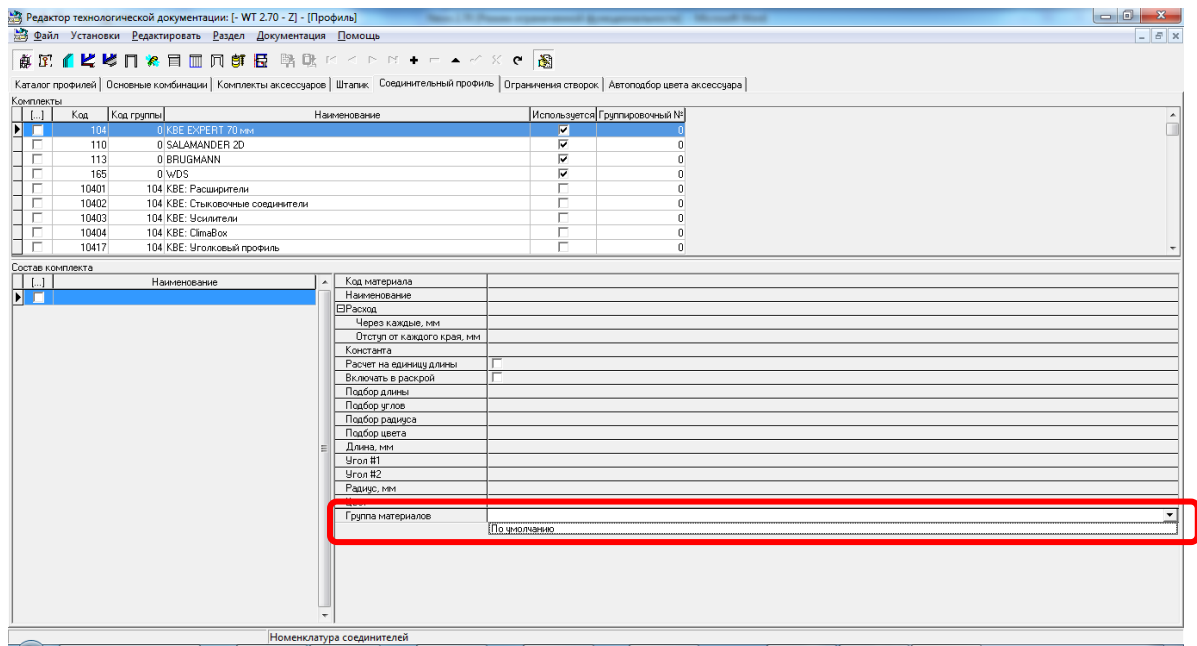 Редактор технологической документации: [- WT 2.70 - Z] - [Профиль]
Файл Установки Редактировать Раздел Документация Помощь
Каталог профилей Основные комбинации Комплекты аксессуаров Штапик Соединительный профиль Ограничения створок Автоподбор цвета аксессуара
Комплекты
[...] Код Код группы Наименование Используется Группировочный №
104 0 KBE EXPERT 70 мм 0
110 0 SALAMANDER 2D 0
113 0 BRUGMANN 0
165 0 WDS 0
10401 104 KBE: Расширители 0
10402 104 KBE: Стыковочные соединители 0
10403 104 KBE: Усилители 0
10404 104 KBE: ClimaBox 0
10417 104 KBE: Уголковый профиль 0
Состав комплекта
[...] Наименование
Код материала
Наименование
Расход
Через каждые, мм
Отступ от каждого края, мм
Константа
Расчет на единицу длины
Включать в раскрой
Подбор длины
Подбор углов
Подбор радиуса
Подбор цвета
Длина, мм
Угол #1
Угол #2
Радиус, мм
Группа материалов
По умолчанию
Номенклатура соединителей